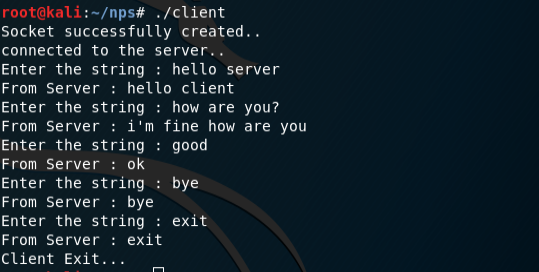 root@kali:~/nps# ./client
Socket successfully created..
connected to the server..
Enter the string : hello server
From Server : hello client
Enter the string : how are you?
From Server : i'm fine how are you
Enter the string : good
From Server : ok
Enter the string : bye
From Server : bye
Enter the string : exit
From Server : exit
Client Exit...